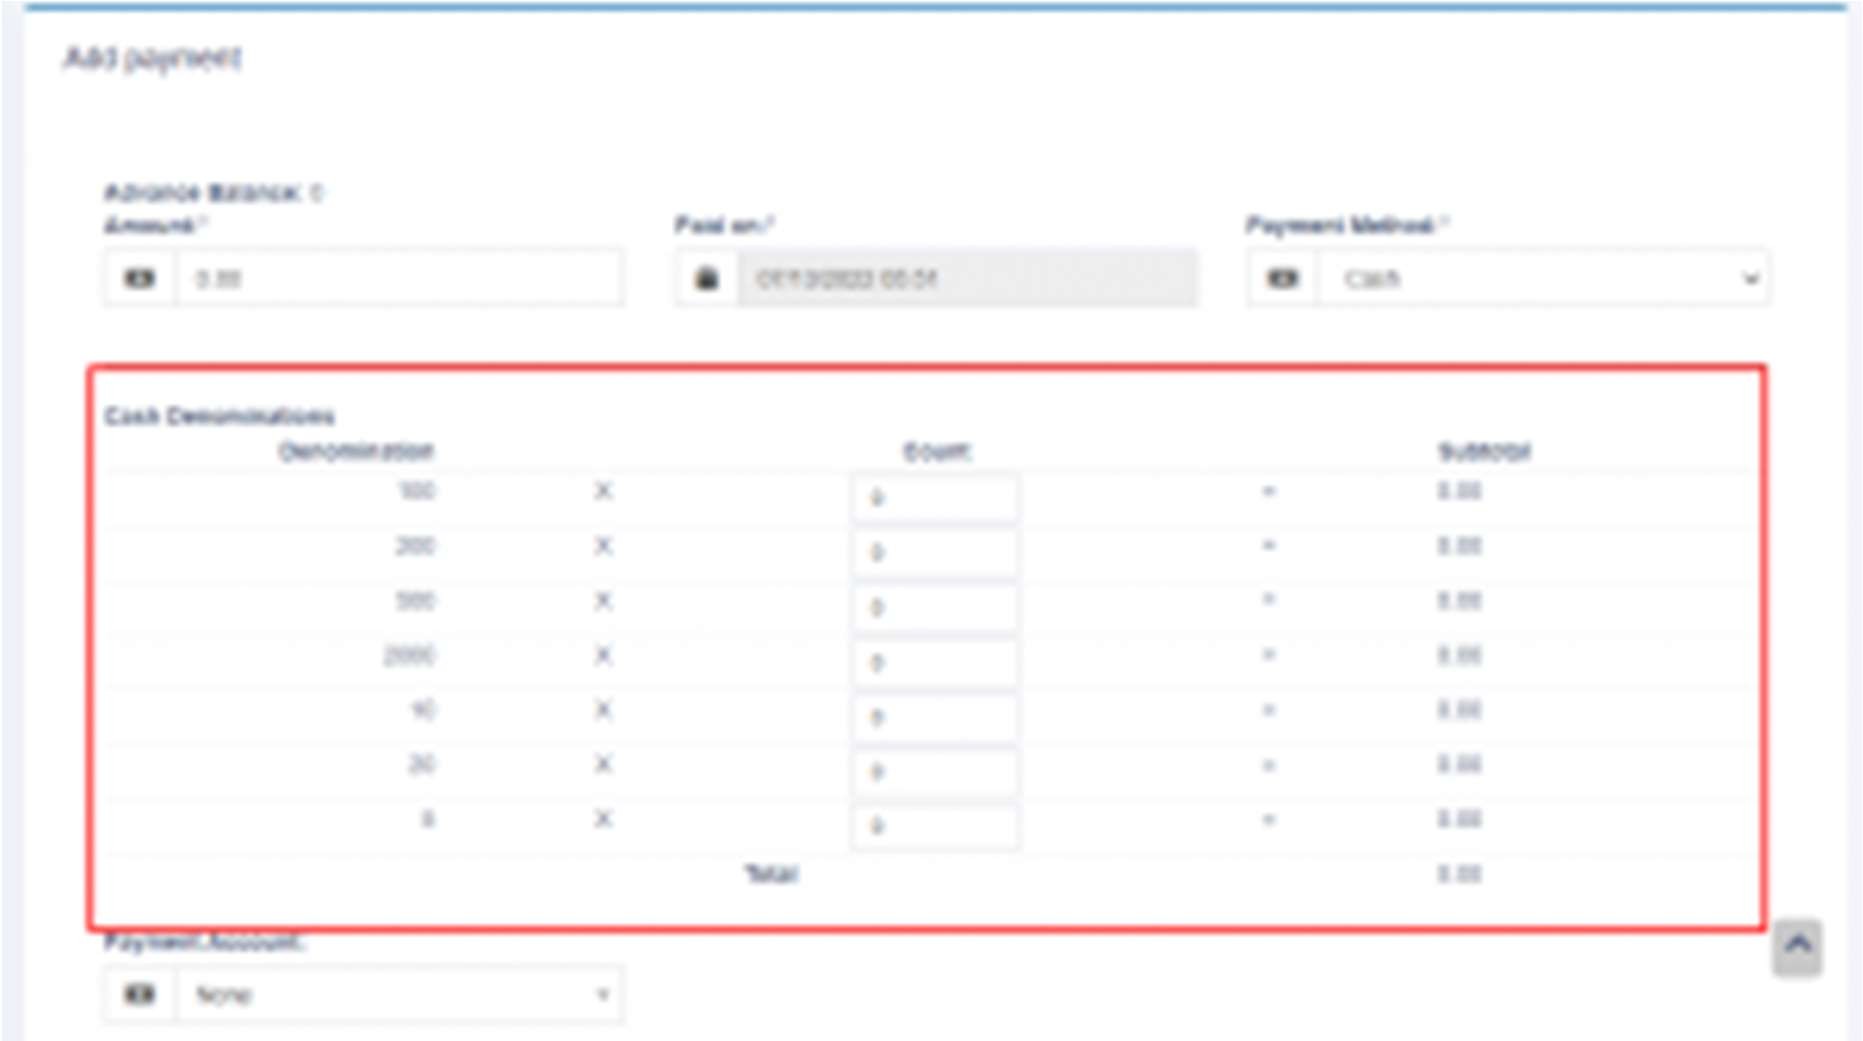 Add payment
Advance Balance: 0
Amount:*
Paid on:*
Payment Method:*
0.00
Cash
Cash Denominations
Denomination Count Subtotal
100 X 0 = 0.00
200 X 0 = 0.00
500 X 0 = 0.00
2000 X 0 = 0.00
10 X 0 = 0.00
20 X 0 = 0.00
X 0 = 0.00
Total 0.00
Payment Account:
None